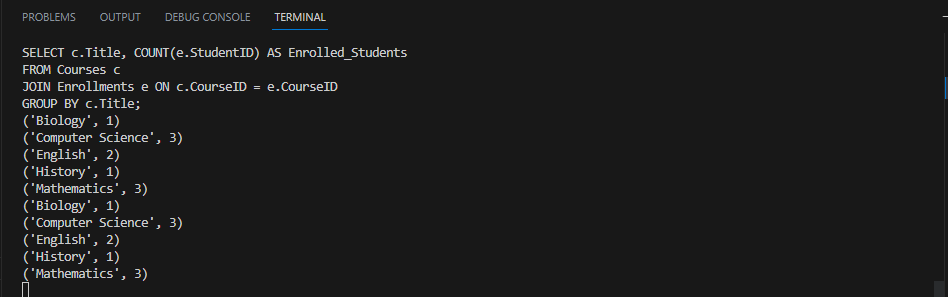 PROBLEMS OUTPUT DEBUG CONSOLE TERMINAL
SELECT c.Title, COUNT(e.StudentID) AS Enrolled_Students
FROM Courses c
JOIN Enrollments e ON c.CourseID = e.CourseID
GROUP BY c.Title;
('Biology', 1)
('Computer Science', 3)
('English', 2)
('History', 1)
('Mathematics', 3)
('Biology', 1)
('Computer Science', 3)
('English', 2)
('History', 1)
('Mathematics', 3)